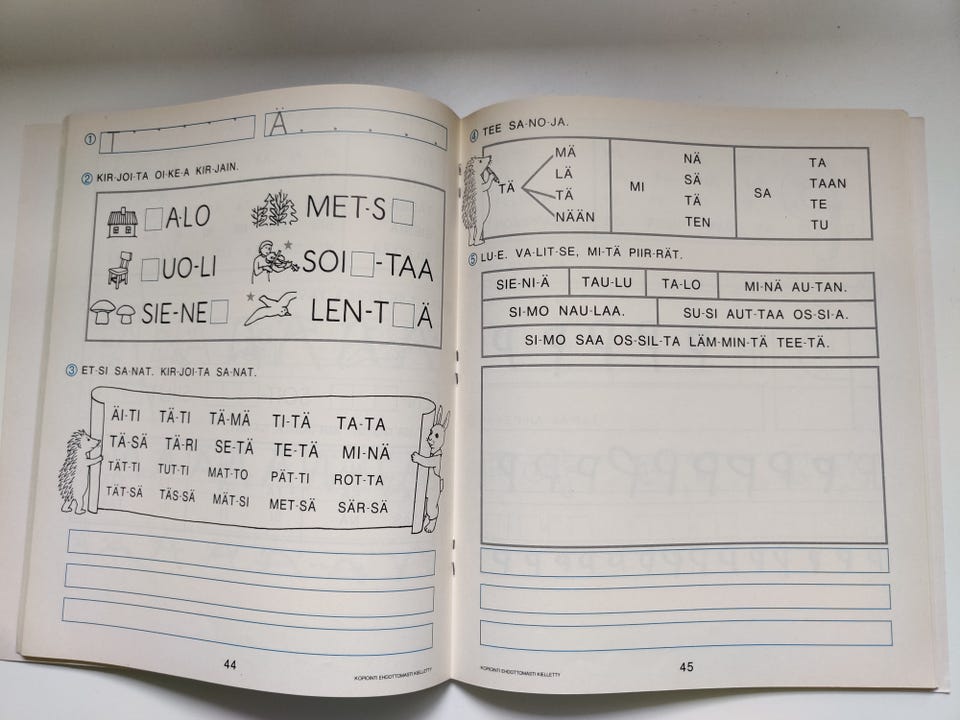 1 T Ä
2 KIR-JOI-TA OI-KE-A KIR-JAIN.
□A-LO MET-S□
□UO-LI SOI□-TAA
SIE-NE□ LEN-T□Ä
3 ET-SI SA-NAT. KIR-JOI-TA SA-NAT.
ÄI-TI TÄ-TI TÄ-MÄ TI-TÄ TA-TA
TÄ-SÄ TÄ-RI SE-TÄ TE-TÄ MI-NÄ
TÄT-TI TUT-TI MAT-TO PÄT-TI ROT-TA
TÄT-SÄ TÄS-SÄ MÄT-SI MET-SÄ SÄR-SÄ
44
KOPIOINTI EHDOTTOMASTI KIELLETTY
4 TEE SA-NO-JA.
TÄ
MÄ
LÄ
TÄ
NÄÄN
MI
NÄ
SÄ
TÄ
TEN
SA
TA
TAAN
TE
TU
5 LU-E. VA-LIT-SE, MI-TÄ PIIR-RÄT.
SIE-NI-Ä TAU-LU TA-LO MI-NÄ AU-TAN.
SI-MO NAU-LAA. SU-SI AUT-TAA OS-SI-A.
SI-MO SAA OS-SIL-TA LÄM-MIN-TÄ TEE-TÄ.
KOPIOINTI EHDOTTOMASTI KIELLETTY
45